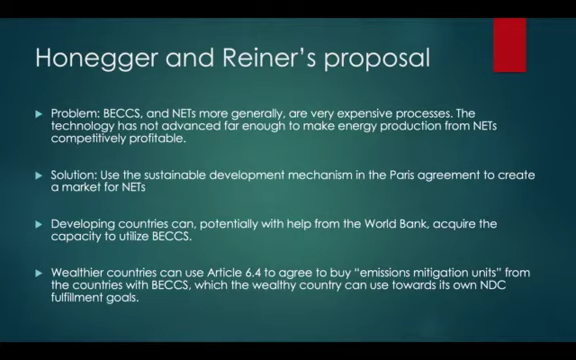 Honegger and Reiner's proposal
Problem: BECCS, and NETs more generally, are very expensive processes. The
technology has not advanced far enough to make energy production from NETs
competitively profitable.
Solution: Use the sustainable development mechanism in the Paris agreement to create
a market for NETs
Developing countries can, potentially with help from the World Bank, acquire the
capacity to utilize BECCS.
Wealthier countries can use Article 6.4 to agree to buy "emissions mitigation units" from
the countries with BECCS, which the wealthy country can use towards its own NDC
fulfillment goals.